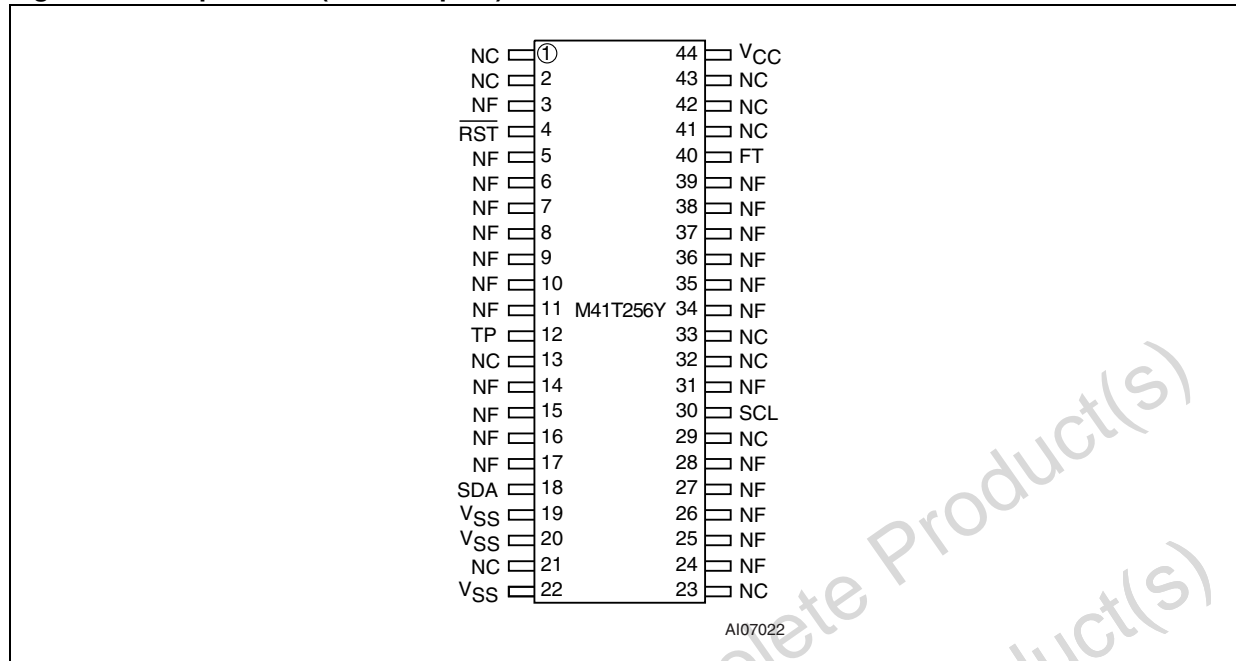 NC 1 44 VCC
NC 2 43 NC
NF 3 42 NC
RST 4 41 NC
NF 5 40 FT
NF 6 39 NF
NF 7 38 NF
NF 8 37 NF
NF 9 36 NF
NF 10 35 NF
NF 11 M41T256Y 34 NF
TP 12 33 NC
NC 13 32 NC
NF 14 31 NF
NF 15 30 SCL
NF 16 29 NC
NF 17 28 NF
SDA 18 27 NF
VSS 19 26 NF
VSS 20 25 NF
NC 21 24 NF
VSS 22 23 NC
AI07022
lete Product(s)
uct(s)